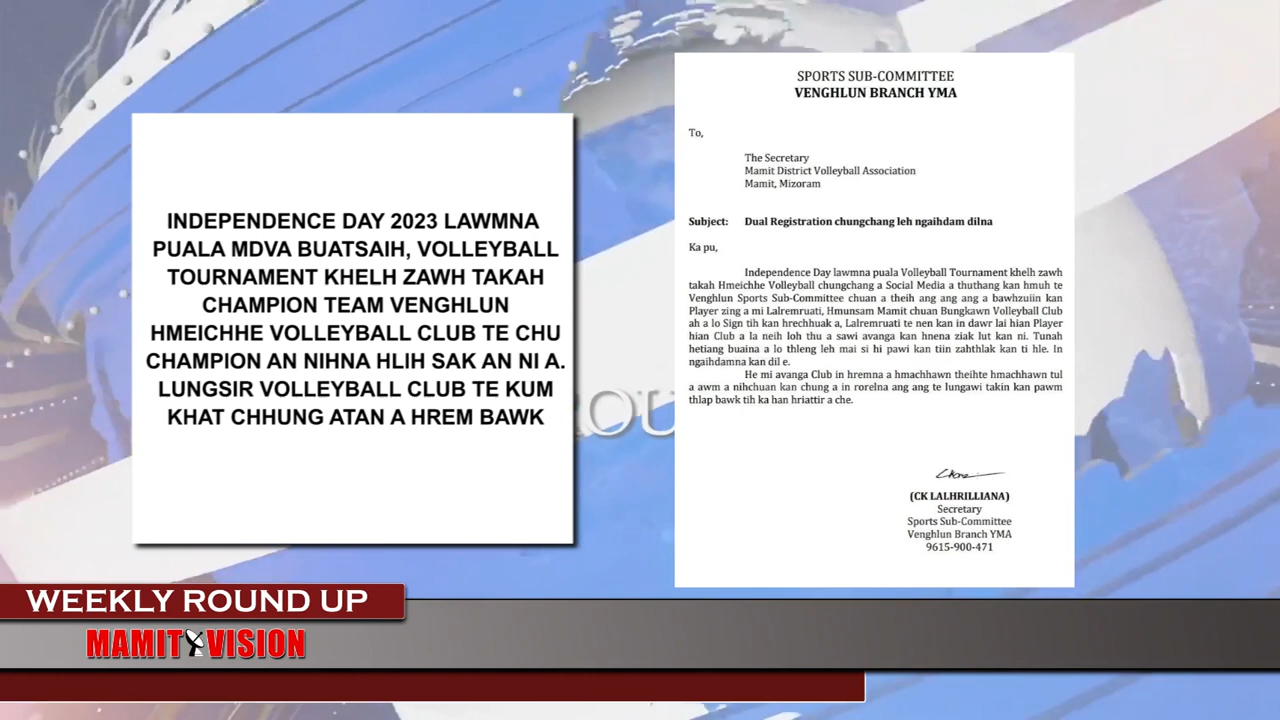 INDEPENDENCE DAY 2023 LAWMNA
PUALA MDVA BUATSAIH, VOLLEYBALL
TOURNAMENT KHELH ZAWH TAKAH
CHAMPION TEAM VENGHLUN
HMEICHHE VOLLEYBALL CLUB TE CHU
CHAMPION AN NIHNA HLIH SAK AN NI A.
LUNGSIR VOLLEYBALL CLUB TE KUM
KHAT CHHUNG ATAN A HREM BAWK
SPORTS SUB-COMMITTEE
VENGHLUN BRANCH YMA
To,
The Secretary
Mamit District Volleyball Association
Mamit, Mizoram
Subject: Dual Registration chungchang leh ngaihdam dilna
Ka pu,
Independence Day lawmna puala Volleyball Tournament khelh zawh
takah Hmeichhe Volleyball chungchang a Social Media a thuthang kan hmuh te
Venghlun Sports Sub-Committee chuan a theih ang ang ang a bawhzuiin kan
Player zing a mi Lalremruati, Hmunsam Mamit chuan Bungkawn Volleyball Club
ah a lo Sign tih kan hrechhuak a, Lalremruati te nen kan in dawr lai hian Player
hian Club a la neih loh thu a sawi avanga kan hnena ziak lut kan ni. Tunah
hetiang buaina a lo thleng leh mai si hi pawi kan tiin zahthlak kan ti hle. In
ngaihdamna kan dil e.
He mi avanga Club in hremna a hmachhawn theihte hmachhawn tul
a awm a nihchuan kan chung a in rorelna ang ang te lungawi takin kan pawm
thlap bawk tih ka han hriattir a che.
(CK LALHRILLIANA)
Secretary
Sports Sub-Committee
Venghlun Branch YMA
9615-900-471
ROU
WEEKLY ROUND UP
MAMIT VISION